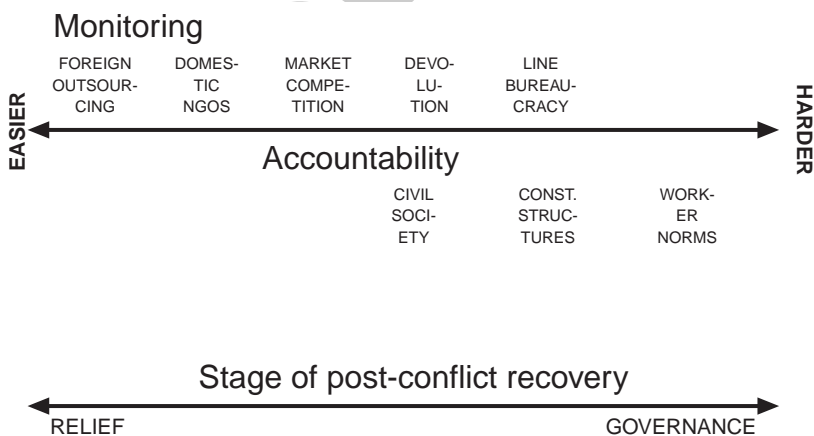 Monitoring
FOREIGN
OUTSOUR-
CING
DOMES-
TIC
NGOS
MARKET
COMPE-
TITION
DEVO-
LU-
TION
LINE
BUREAU-
CRACY
EASIER
HARDER
Accountability
CIVIL
SOCI-
ETY
CONST.
STRUC-
TURES
WORK-
ER
NORMS
Stage of post-conflict recovery
RELIEF
GOVERNANCE